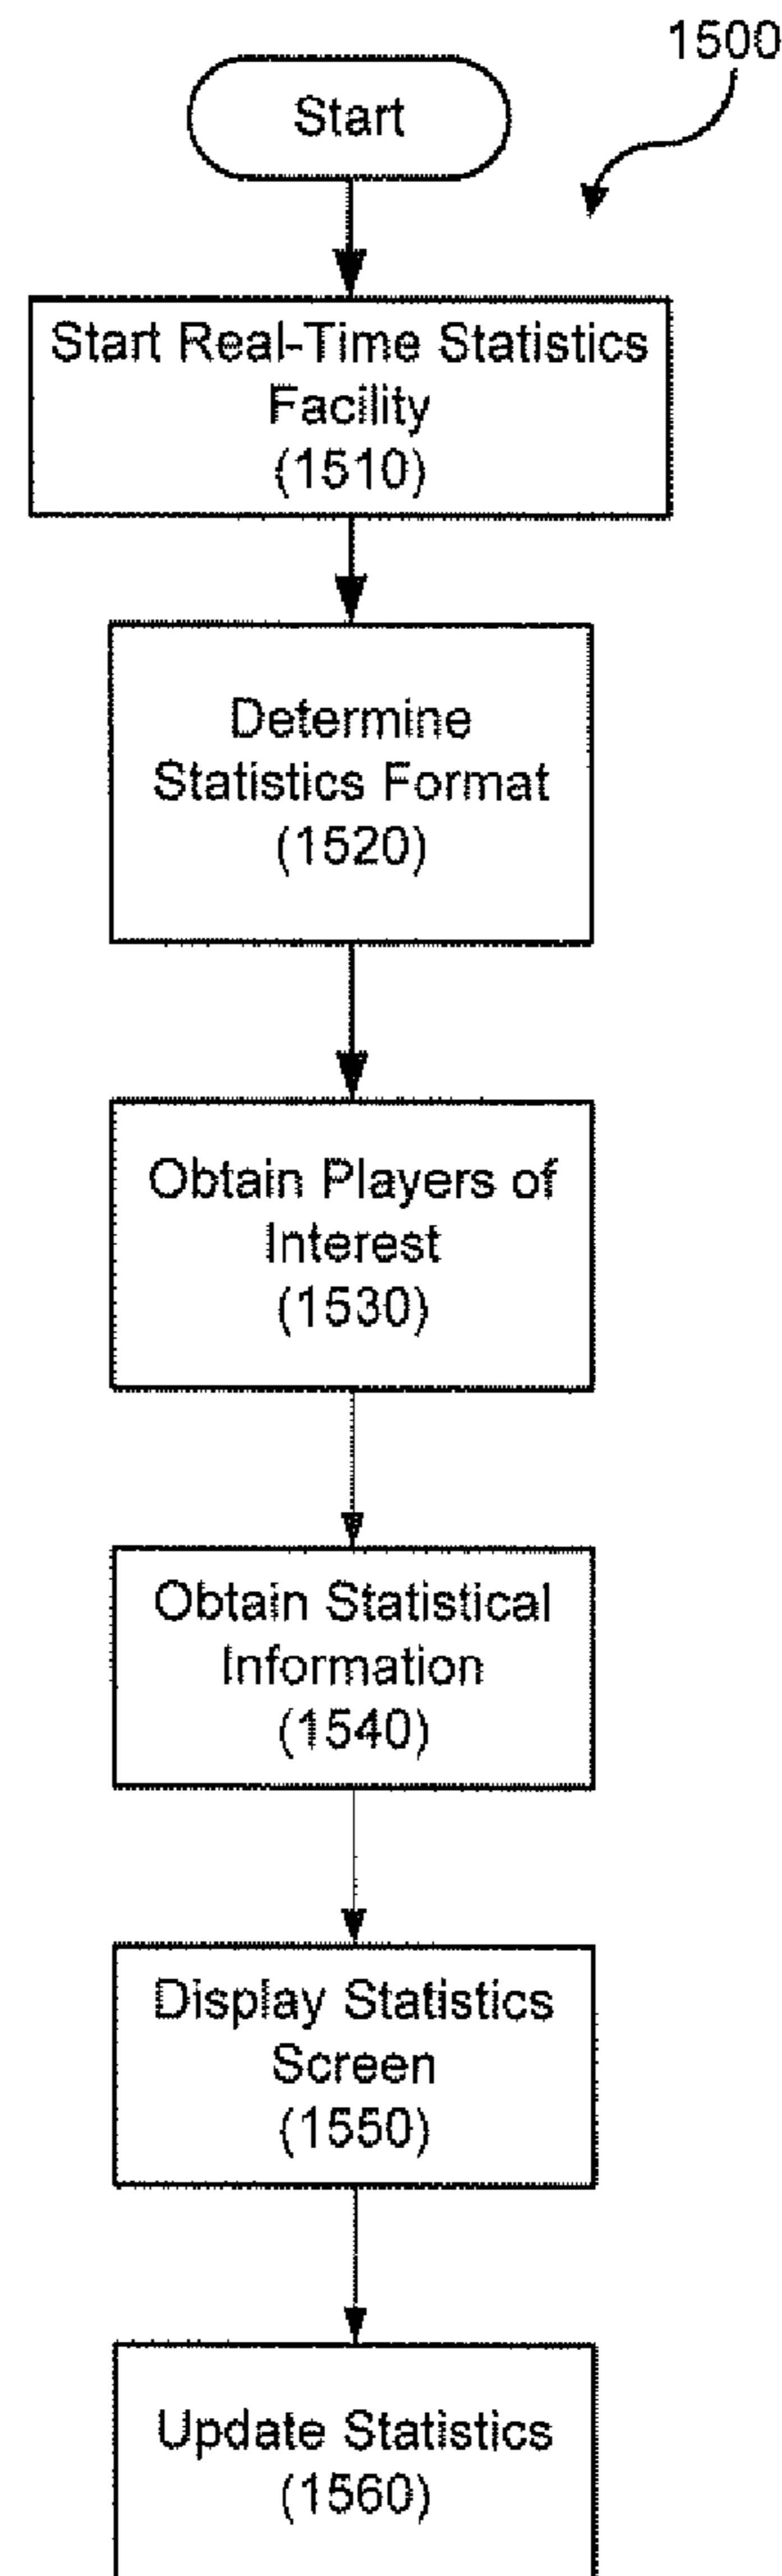 1500
Start
Start Real-Time Statistics
Facility
(1510)
Determine
Statistics Format
(1520)
Obtain Players of
Interest
(1530)
Obtain Statistical
Information
(1540)
Display Statistics
Screen
(1550)
Update Statistics
(1560)